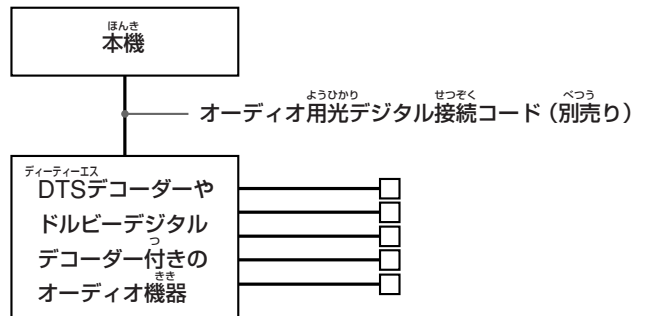 ほんき
本機
ようひかり せつぞく べつう
オーディオ用光デジタル接続コード（別売り）
ディーティーエス
DTSデコーダーや
ドルビーデジタル
つ
デコーダー付きの
きき
オーディオ機器